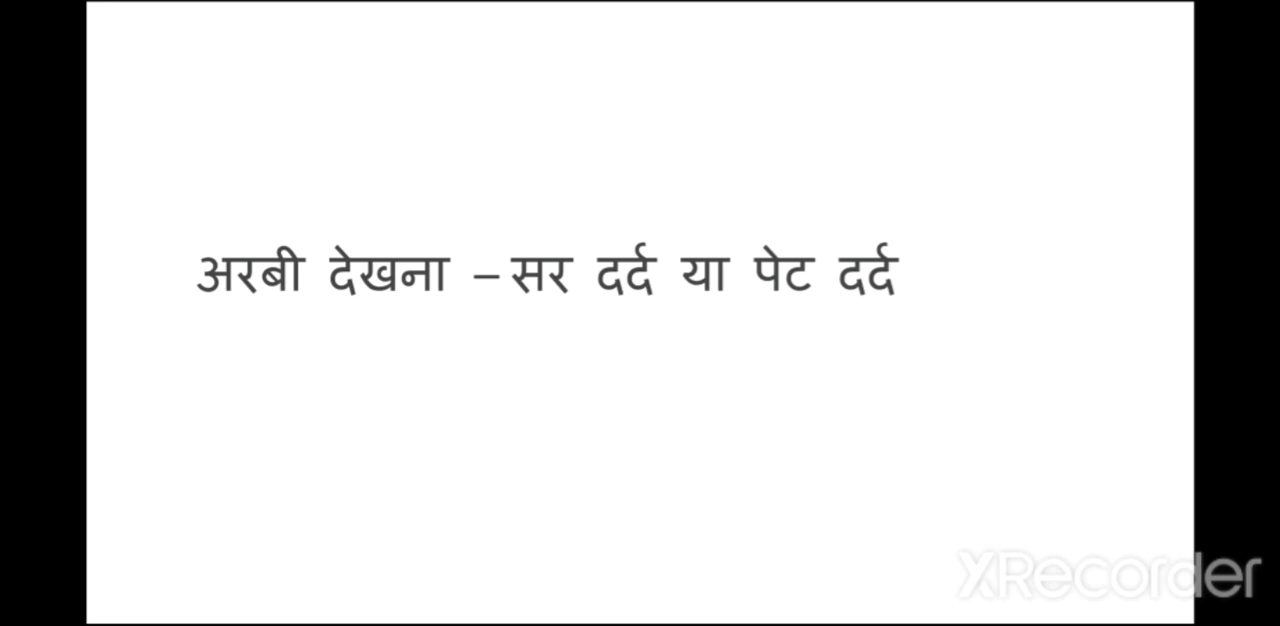 अरबी देखना – सर दर्द या पेट दर्द
XRecorder